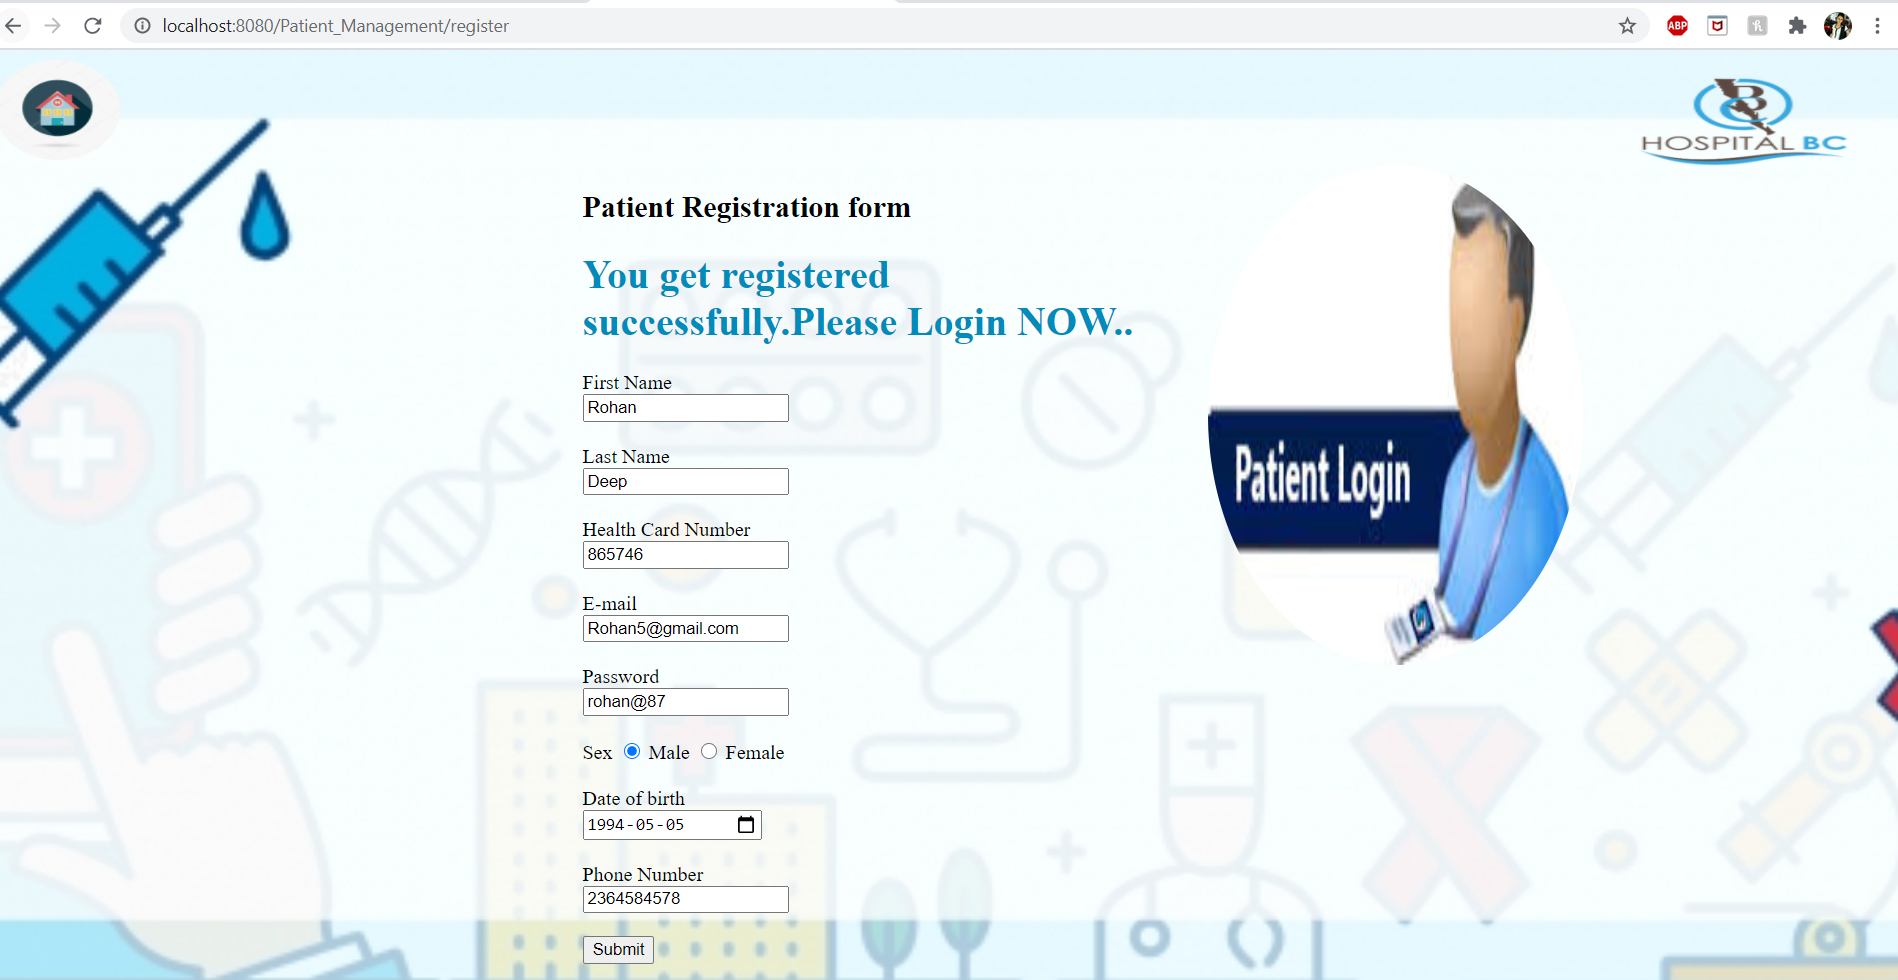 localhost:8080/Patient_Management/register
ABP
HOSPITAL BC
Patient Registration form
You get registered
successfully.Please Login NOW..
First Name
Rohan
Last Name
Deep
Health Card Number
865746
E-mail
Rohan5@gmail.com
Password
rohan@87
Sex Male Female
Date of birth
1994-05-05
Phone Number
2364584578
Submit
Patient Login